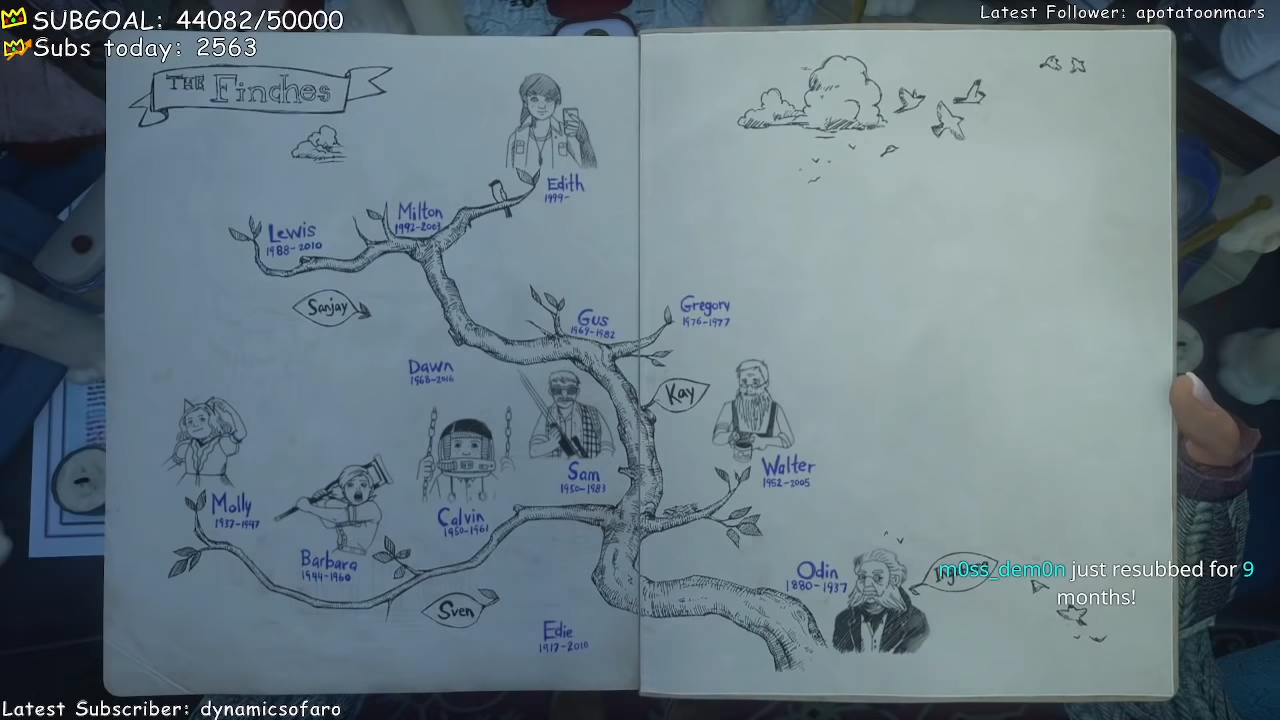 SUBGOAL: 44082/50000
Subs today: 2563
Latest Follower: apotatoonmars
THE Finches
Edith
1999-
Milton
1992-2003
Lewis
1988-2010
Sanjay
Gus
1969-1982
Gregory
1976-1977
Dawn
1968-2016
Kay
Sam
1950-1983
Walter
1952-2005
Molly
1937-1947
Calvin
1950-1961
Barbara
1944-1960
Sven
Odin
1880-1937
Edie
1917-2010
m0ss_dem0n just resubbed for 9
months!
Latest Subscriber: dynamicsofaro